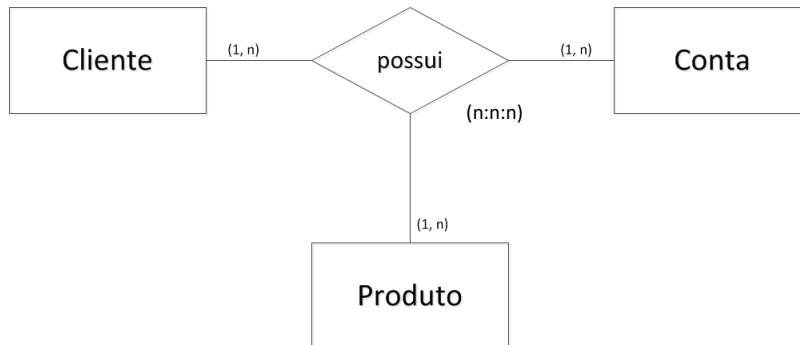 Cliente
(1, n)
possui
(1, n)
Conta
(n:n:n)
(1, n)
Produto